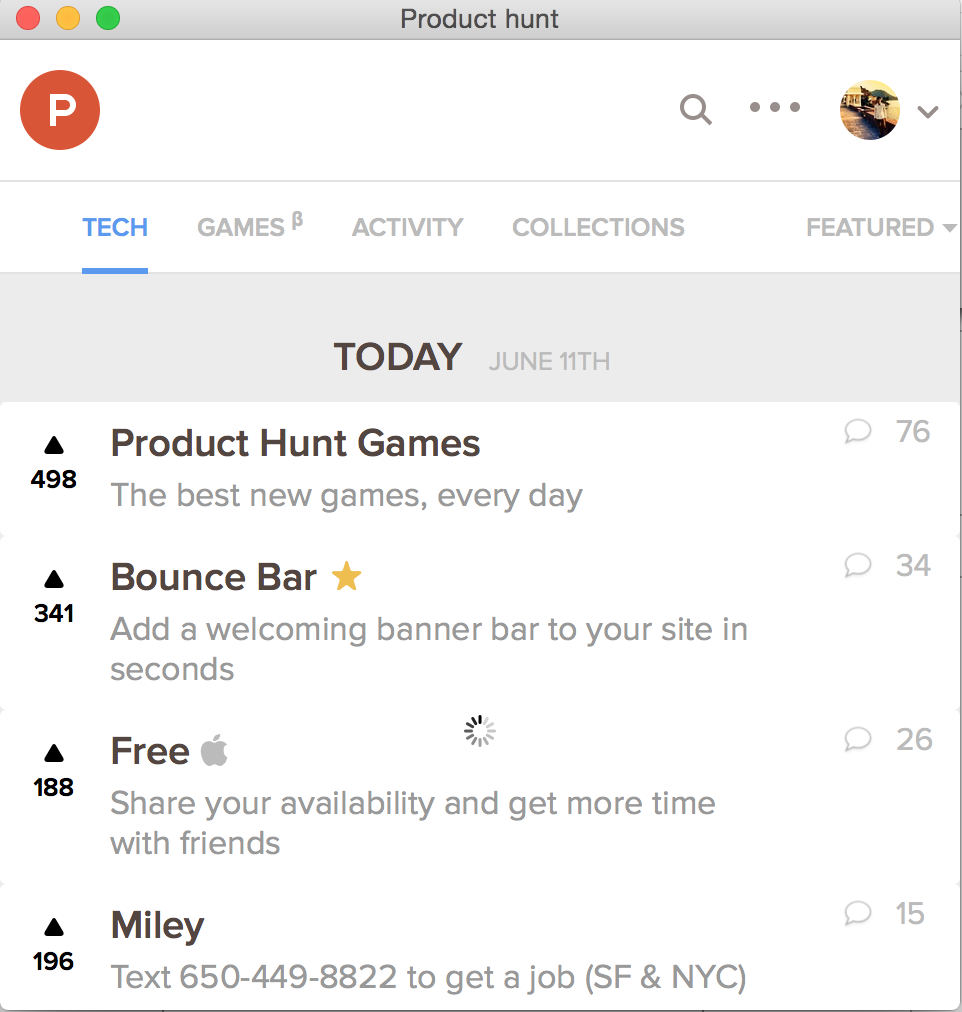 Product hunt
P
TECH GAMES β ACTIVITY COLLECTIONS FEATURED
TODAY JUNE 11TH
Product Hunt Games 76
498
The best new games, every day
Bounce Bar 34
341
Add a welcoming banner bar to your site in
seconds
Free 26
188
Share your availability and get more time
with friends
Miley 15
196
Text 650-449-8822 to get a job (SF & NYC)